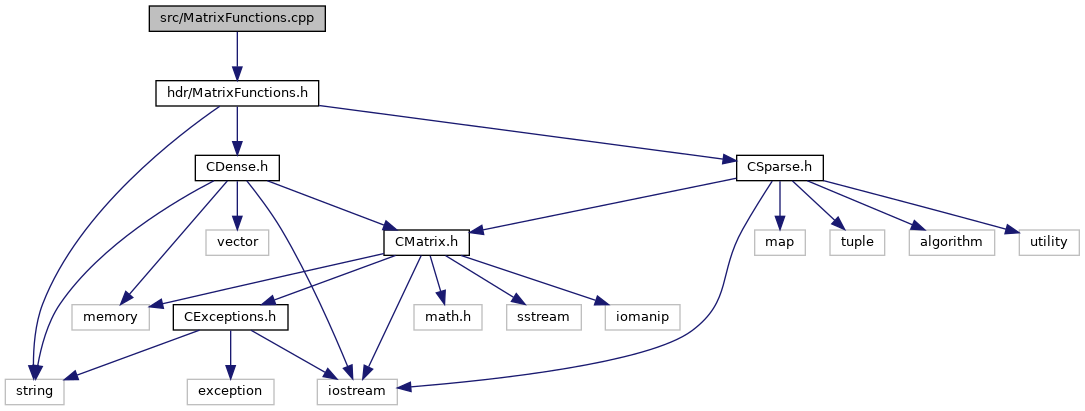 src/MatrixFunctions.cpp
hdr/MatrixFunctions.h
CDense.h
CSparse.h
vector
CMatrix.h
map
tuple
algorithm
utility
memory
CExceptions.h
math.h
sstream
iomanip
string
exception
iostream